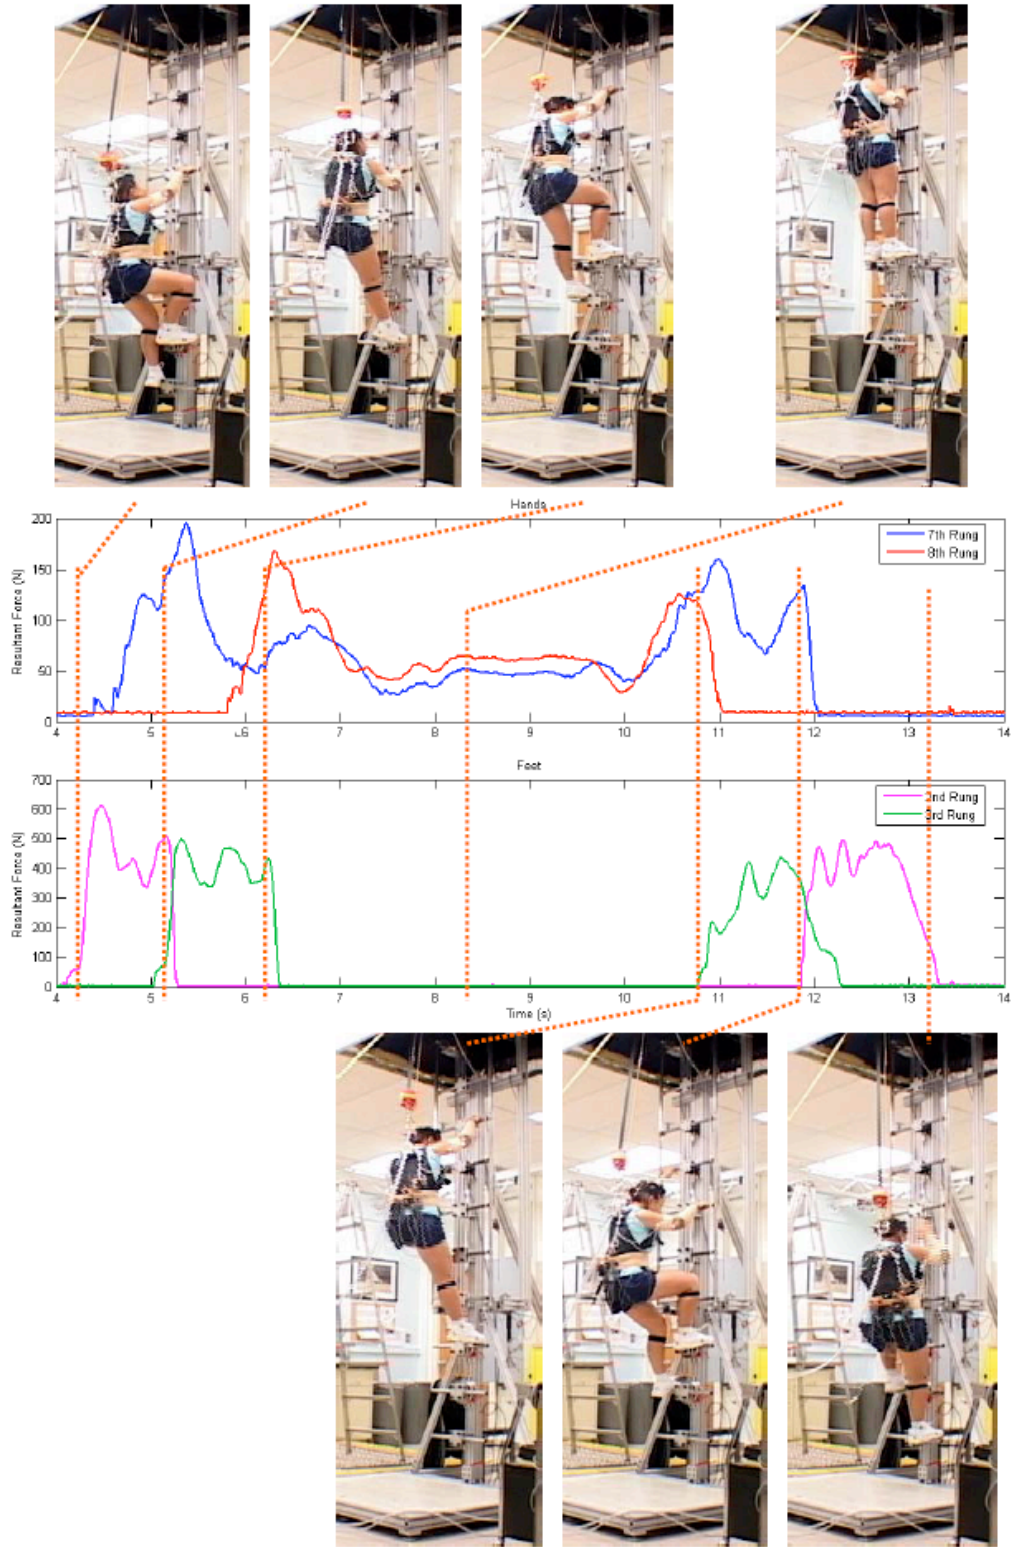 Hands
200
150
100
50
0
Resultant Force (N)
7th Rung
8th Rung
4 5 6 7 8 9 10 11 12 13 14
Feet
700
600
500
400
300
200
100
0
Resultant Force (N)
2nd Rung
3rd Rung
4 5 6 7 8 9 10 11 12 13 14
Time (s)